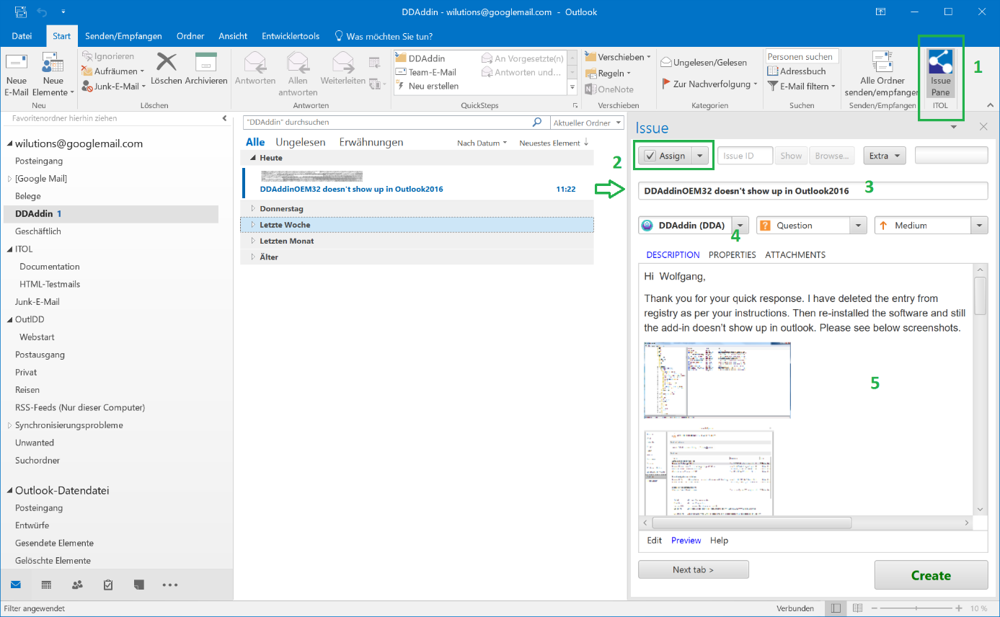 DDAddin - wilutions@googlemail.com - Outlook
Datei Start Senden/Empfangen Ordner Ansicht Entwicklertools Was möchten Sie tun?
Neue E-Mail
Neue Elemente
Neu
Ignorieren
Aufräumen
Junk-E-Mail
Löschen
Archivieren
Löschen
Antworten
Allen antworten
Weiterleiten
Antworten
DDAddin
Team-E-Mail
Neu erstellen
An Vorgesetzte(n)
Antworten und...
QuickSteps
Verschieben
Regeln
OneNote
Verschieben
Ungelesen/Gelesen
Zur Nachverfolgung
Kategorien
Personen suchen
Adressbuch
E-Mail filtern
Suchen
Alle Ordner
senden/empfangen
Senden/Empfangen
Issue
Pane
ITOL
1
Favoritenordner hierhin ziehen
wilutions@googlemail.com
Posteingang
[Google Mail]
Belege
DDAddin 1
Geschäftlich
ITOL
Documentation
HTML-Testmails
Junk-E-Mail
OutlDD
Webstart
Postausgang
Privat
Reisen
RSS-Feeds (Nur dieser Computer)
Synchronisierungsprobleme
Unwanted
Suchordner
Outlook-Datendatei
Posteingang
Entwürfe
Gesendete Elemente
Gelöschte Elemente
"DDAddin" durchsuchen
Aktueller Ordner
Alle Ungelesen Erwähnungen
Nach Datum Neuestes Element
Heute
DDAddinOEM32 doesn't show up in Outlook2016 11:22
Donnerstag
Letzte Woche
Letzten Monat
Älter
2
Issue
Assign Issue ID Show Browse... Extra
DDAddinOEM32 doesn't show up in Outlook2016 3
DDAddin (DDA) Question Medium
4
DESCRIPTION PROPERTIES ATTACHMENTS
Hi Wolfgang,
Thank you for your quick response. I have deleted the entry from
registry as per your instructions. Then re-installed the software and still
the add-in doesn't show up in outlook. Please see below screenshots.
5
Edit Preview Help
Next tab >
Create
Filter angewendet
Verbunden
10 %